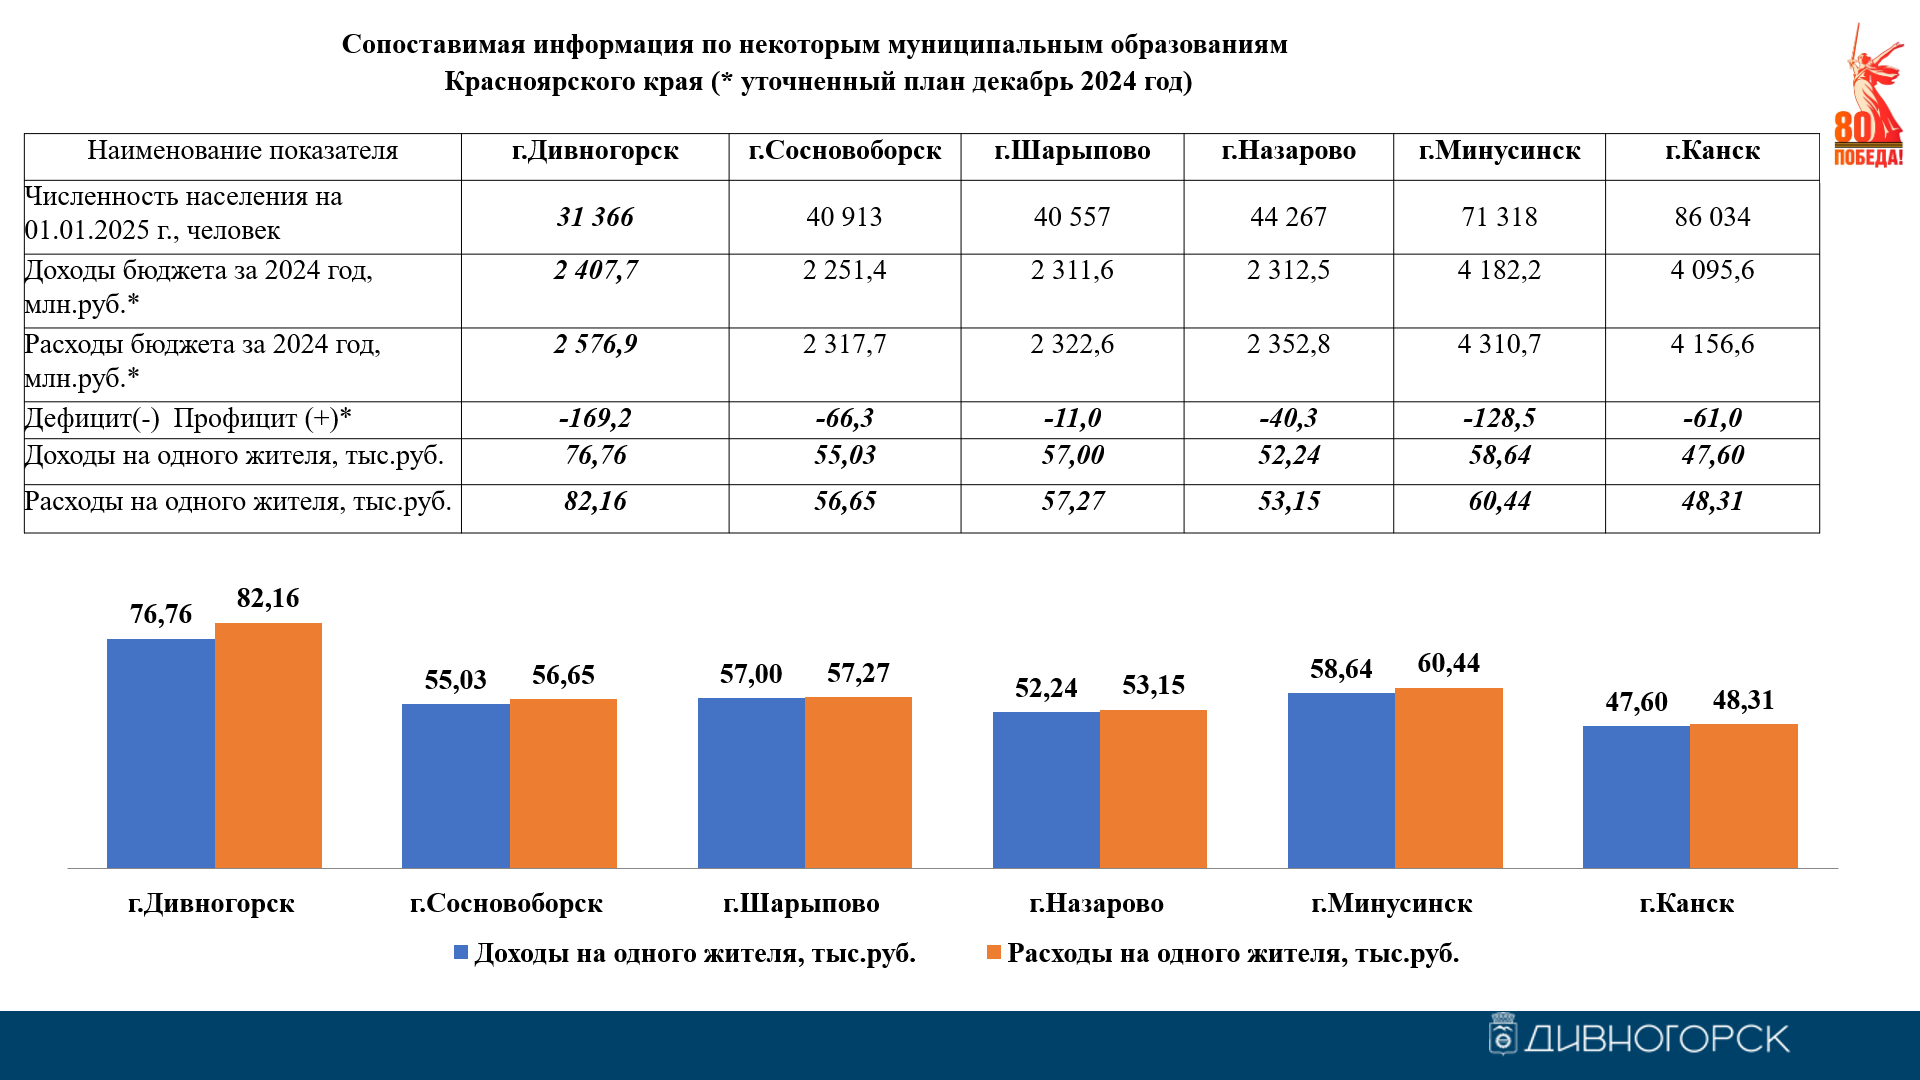 Сопоставимая информация по некоторым муниципальным образованиям
Красноярского края (* уточненный план декабрь 2024 год)
80
ПОБЕДА!
Наименование показателя г.Дивногорск г.Сосновоборск г.Шарыпово г.Назарово г.Минусинск г.Канск
Численность населения на
01.01.2025 г., человек 31 366 40 913 40 557 44 267 71 318 86 034
Доходы бюджета за 2024 год, 2 407,7 2 251,4 2 311,6 2 312,5 4 182,2 4 095,6
млн.руб.*
Расходы бюджета за 2024 год, 2 576,9 2 317,7 2 322,6 2 352,8 4 310,7 4 156,6
млн.руб.*
Дефицит(-) Профицит (+)* -169,2 -66,3 -11,0 -40,3 -128,5 -61,0
Доходы на одного жителя, тыс.руб. 76,76 55,03 57,00 52,24 58,64 47,60
Расходы на одного жителя, тыс.руб. 82,16 56,65 57,27 53,15 60,44 48,31
76,76 82,16 55,03 56,65 57,00 57,27 52,24 53,15 58,64 60,44 47,60 48,31
г.Дивногорск г.Сосновоборск г.Шарыпово г.Назарово г.Минусинск г.Канск
Доходы на одного жителя, тыс.руб. Расходы на одного жителя, тыс.руб.
ДИВНОГОРСК